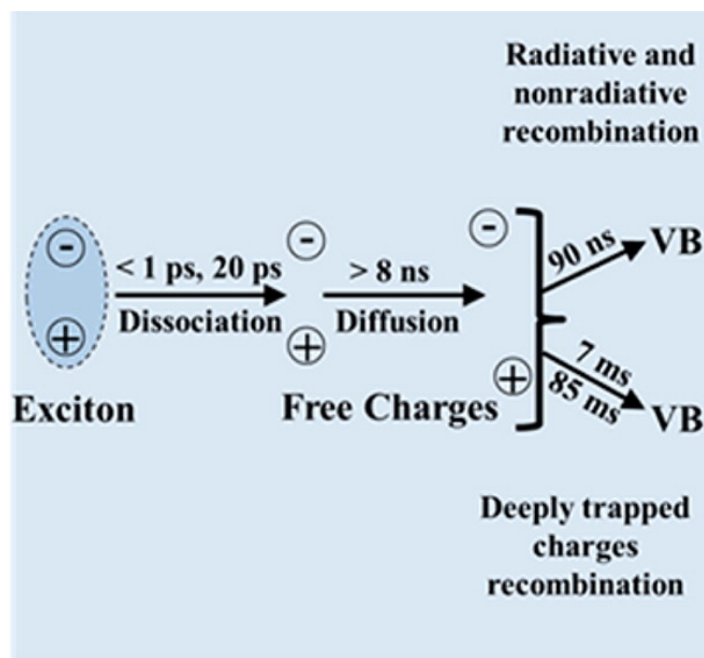 Radiative and
nonradiative
recombination
< 1 ps, 20 ps
Dissociation
Exciton
> 8 ns
Diffusion
Free Charges
90 ns
VB
7 ms
85 ms
VB
Deeply trapped
charges
recombination